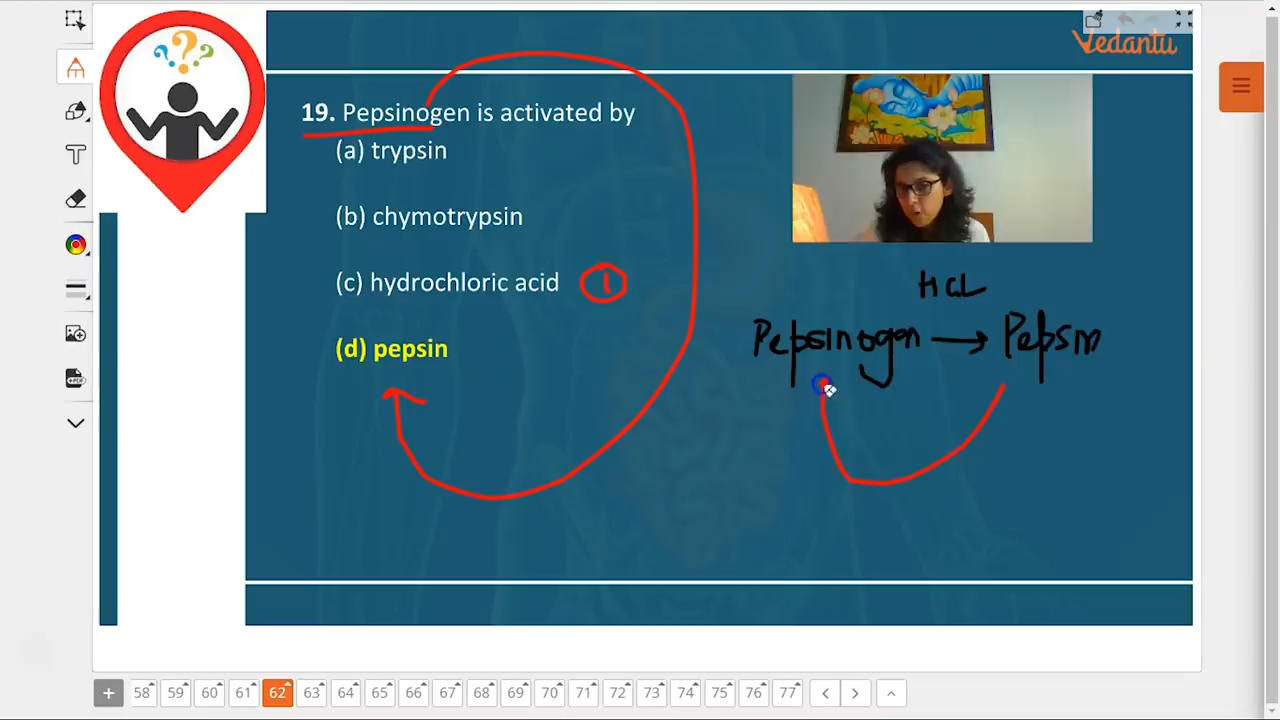 Vedantu
19. Pepsinogen is activated by
(a) trypsin
(b) chymotrypsin
(c) hydrochloric acid 1
(d) pepsin
HCL
Pepsinogen → Pepsin
58 59 60 61 62 63 64 65 66 67 68 69 70 71 72 73 74 75 76 77